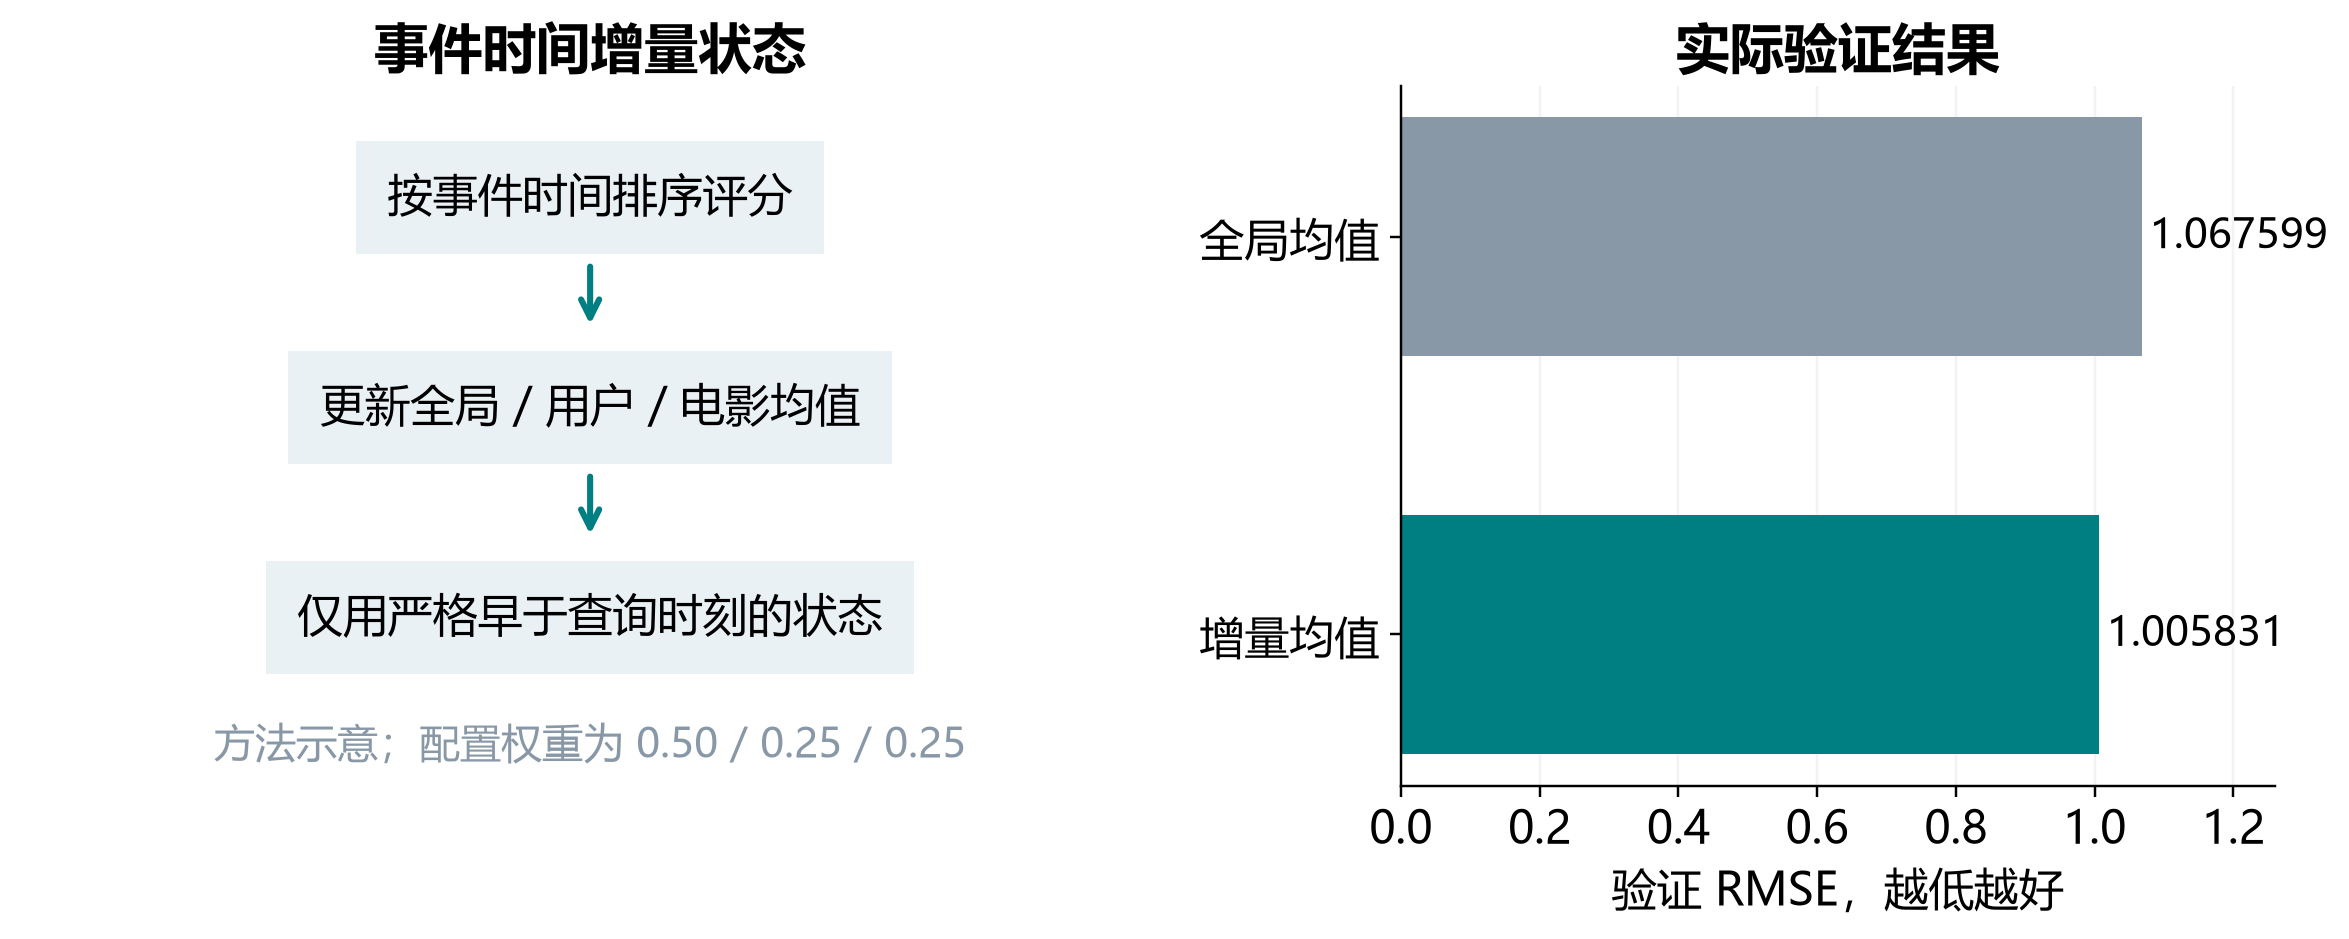 事件时间增量状态
按事件时间排序评分
更新全局 / 用户 / 电影均值
仅用严格早于查询时刻的状态
方法示意；配置权重为 0.50 / 0.25 / 0.25
实际验证结果
全局均值
1.067599
增量均值
1.005831
0.0 0.2 0.4 0.6 0.8 1.0 1.2
验证 RMSE，越低越好